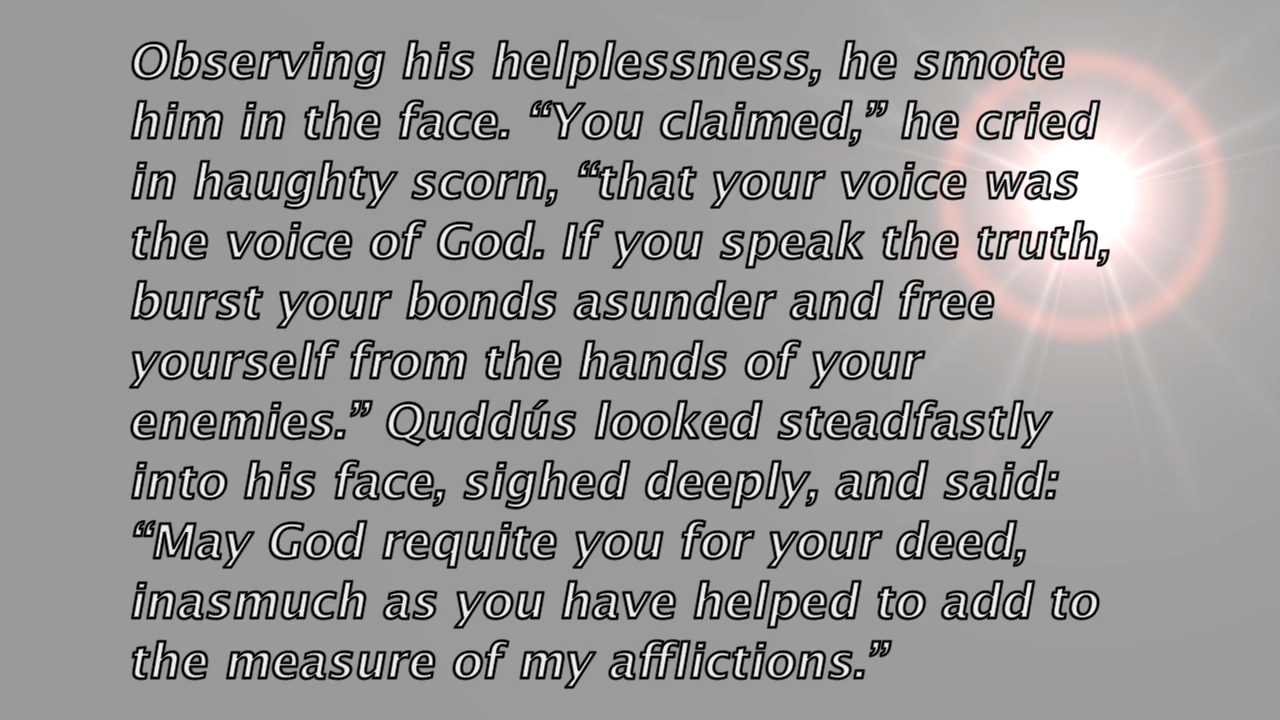 Observing his helplessness, he smote
him in the face. “You claimed,” he cried
in haughty scorn, “that your voice was
the voice of God. If you speak the truth,
burst your bonds asunder and free
yourself from the hands of your
enemies.” Quddús looked steadfastly
into his face, sighed deeply, and said:
“May God requite you for your deed,
inasmuch as you have helped to add to
the measure of my afflictions.”